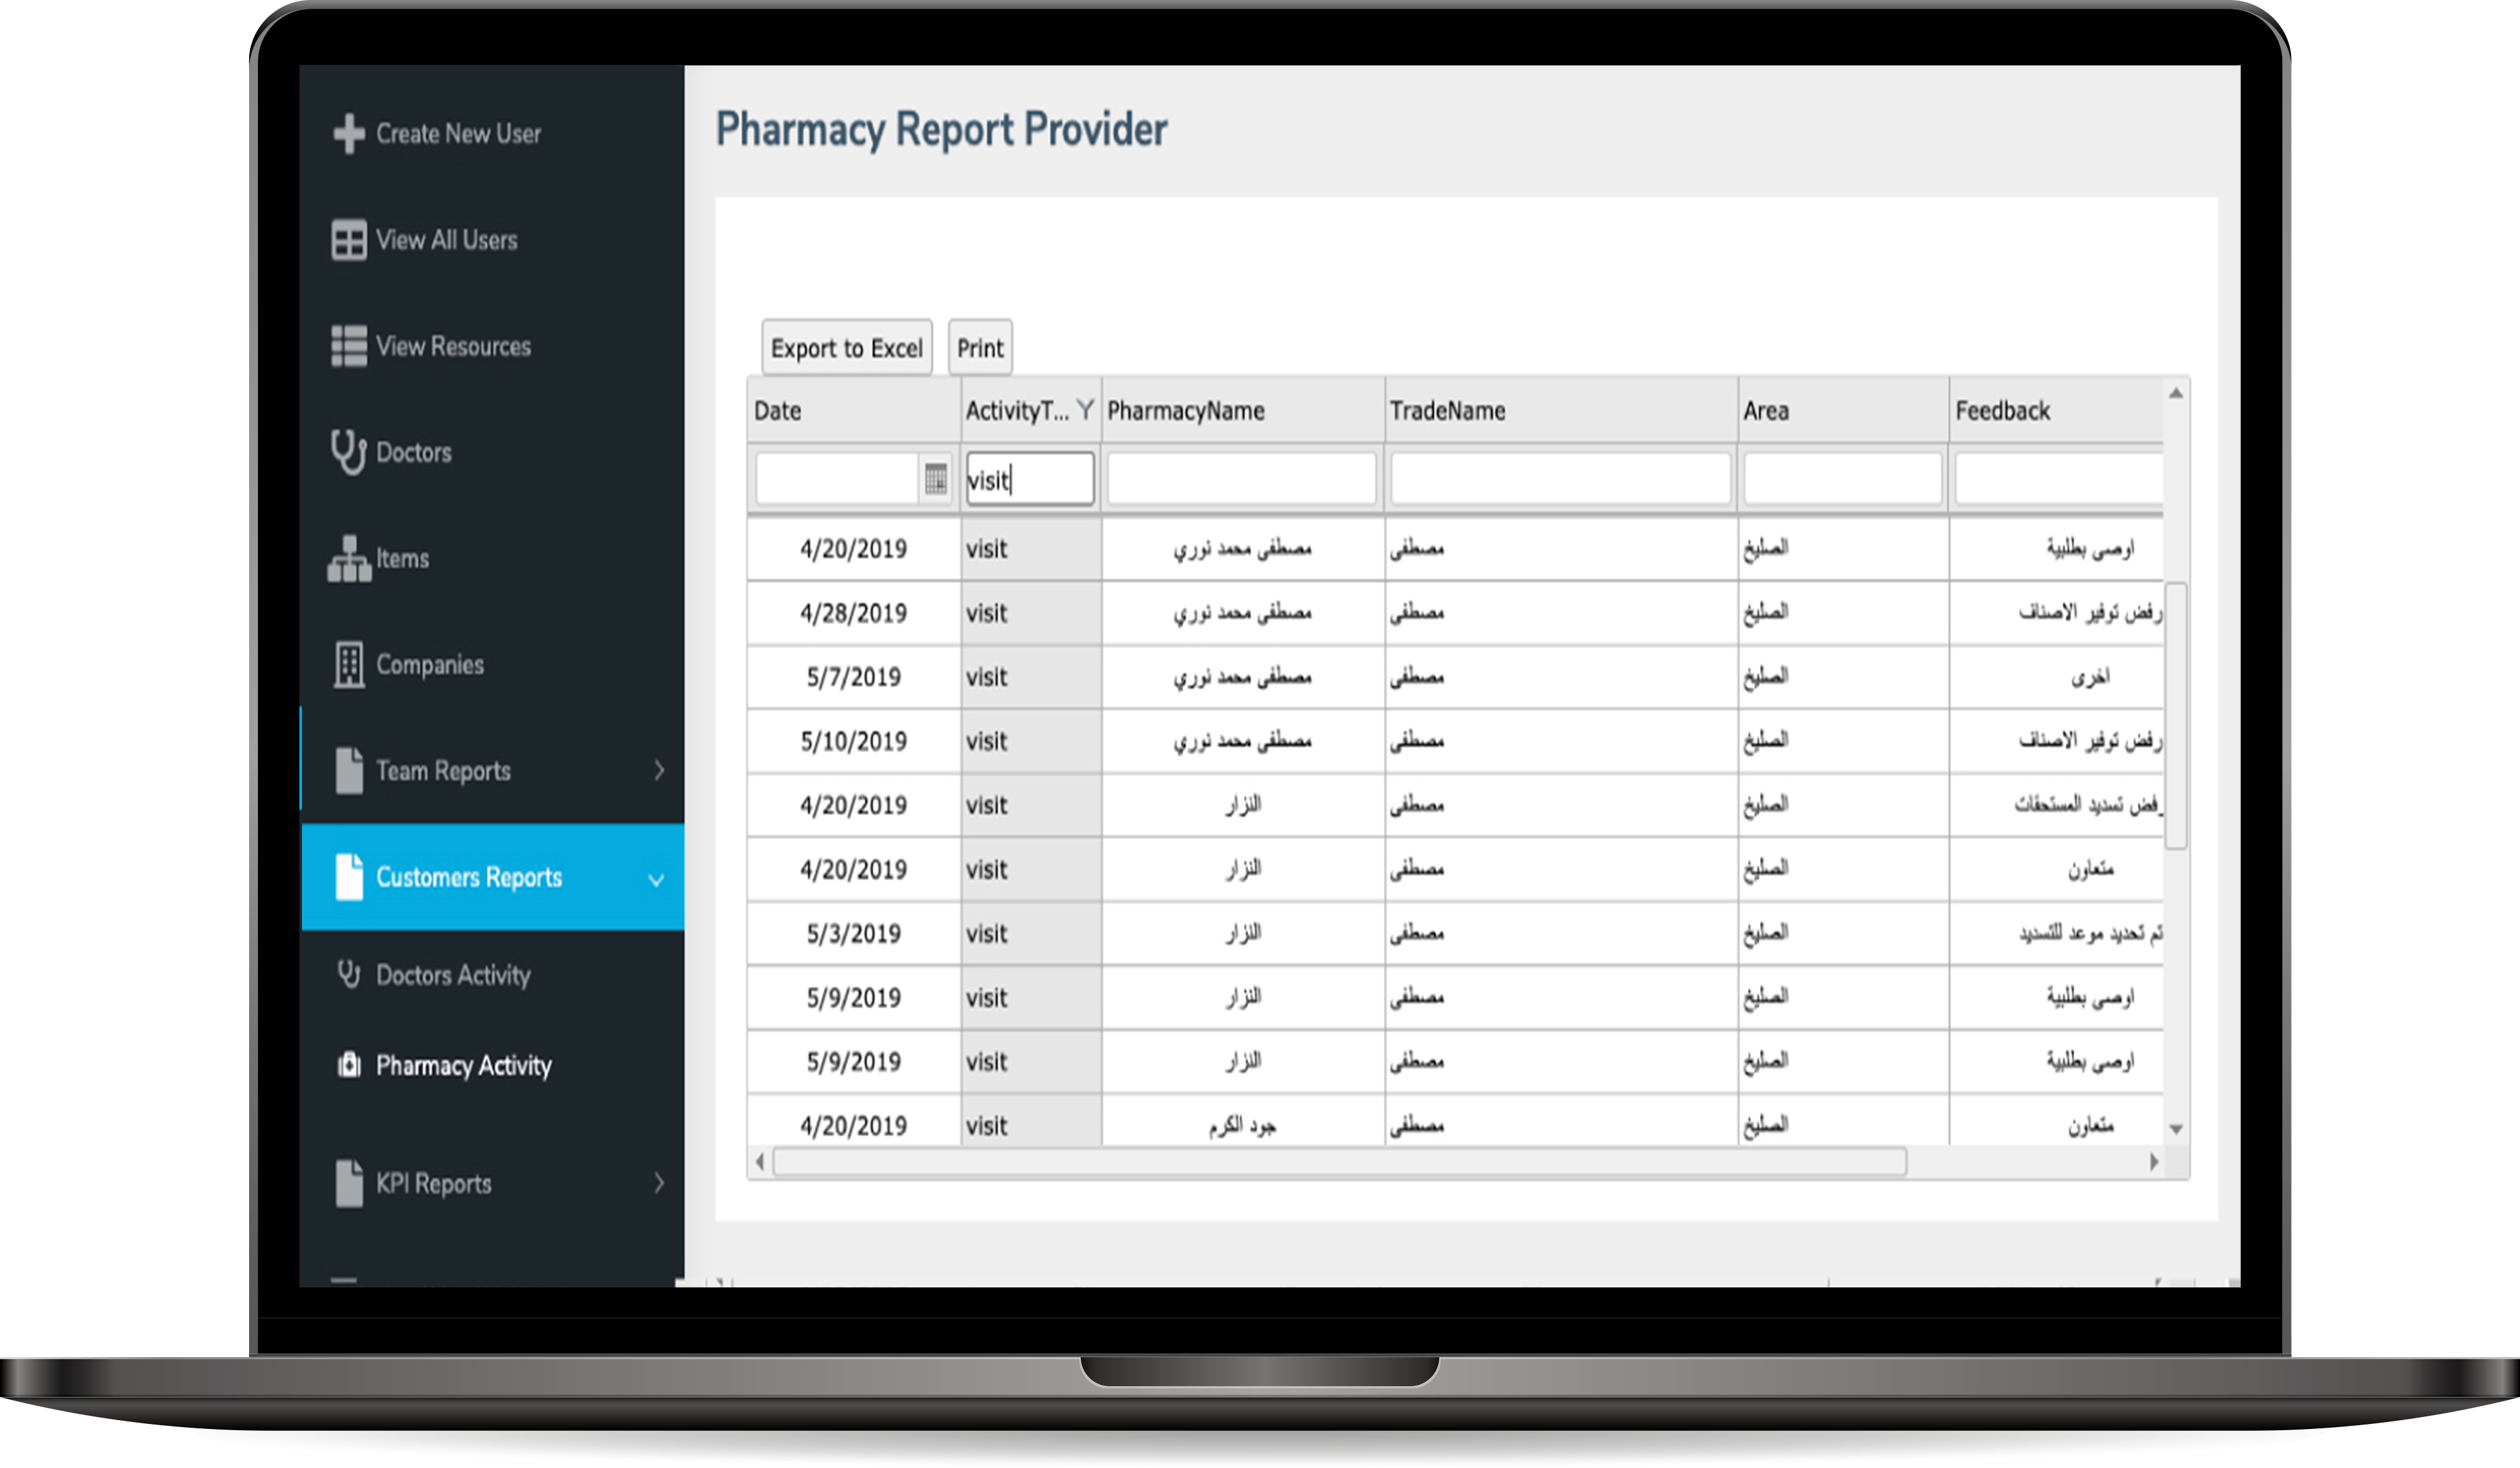 Create New User
View All Users
View Resources
Doctors
Items
Companies
Team Reports
Customers Reports
Doctors Activity
Pharmacy Activity
KPI Reports
Pharmacy Report Provider
Export to Excel Print
Date ActivityT... PharmacyName TradeName Area Feedback
visit
4/20/2019 visit مصطفى محمد نوري مصطفى الصليخ اوصى بطلبية
4/28/2019 visit مصطفى محمد نوري مصطفى الصليخ رفض توفير الاصناف
5/7/2019 visit مصطفى محمد نوري مصطفى الصليخ اخرى
5/10/2019 visit مصطفى محمد نوري مصطفى الصليخ رفض توفير الاصناف
4/20/2019 visit النزار مصطفى الصليخ رفض تسديد المستحقات
4/20/2019 visit النزار مصطفى الصليخ متعاون
5/3/2019 visit النزار مصطفى الصليخ تم تحديد موعد للتسديد
5/9/2019 visit النزار مصطفى الصليخ اوصى بطلبية
5/9/2019 visit النزار مصطفى الصليخ اوصى بطلبية
4/20/2019 visit جود الكرم مصطفى الصليخ متعاون